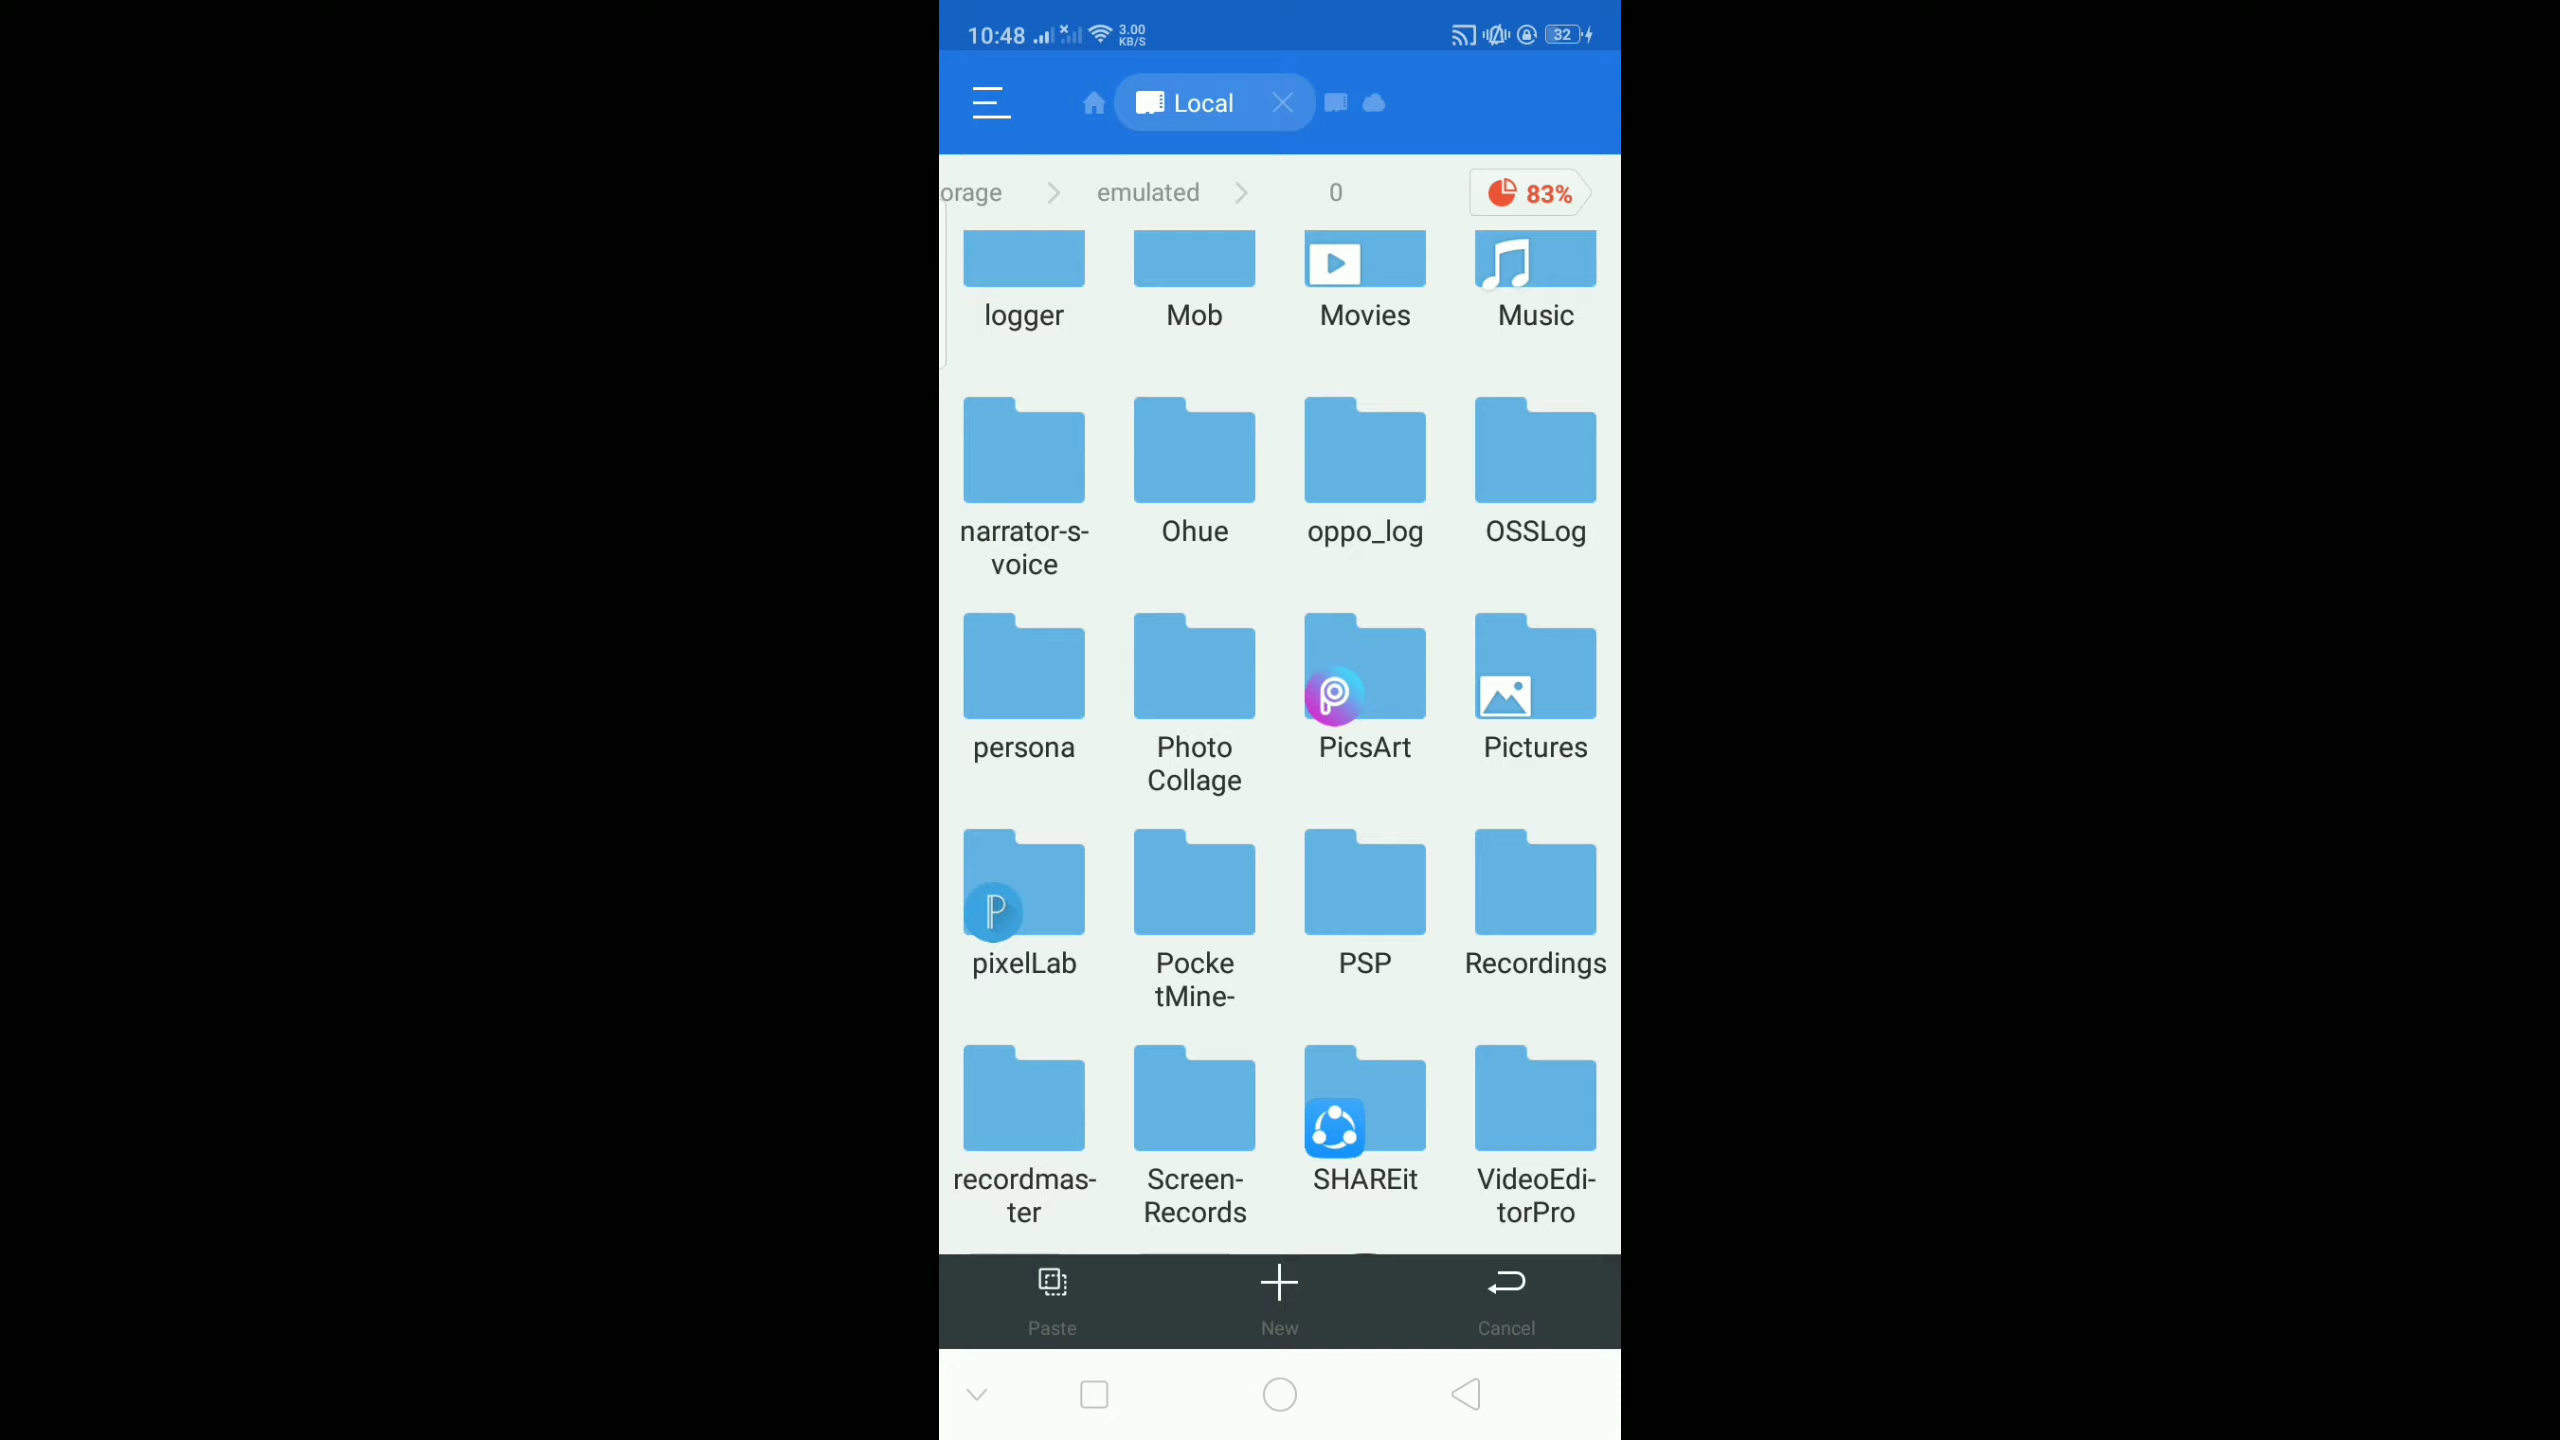 10:48 3.00 KB/S 32
Local
orage emulated 0 83%
logger Mob Movies Music
narrator-s-
voice
Ohue
oppo_log
OSSLog
persona
Photo
Collage
PicsArt
Pictures
pixelLab
Pocke
tMine-
PSP
Recordings
recordmas-
ter
Screen-
Records
SHAREit
VideoEdi-
torPro
Paste New Cancel